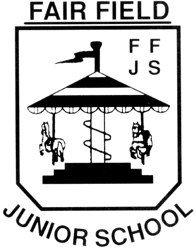 FAIR FIELD
F F
J S
JUNIOR SCHOOL